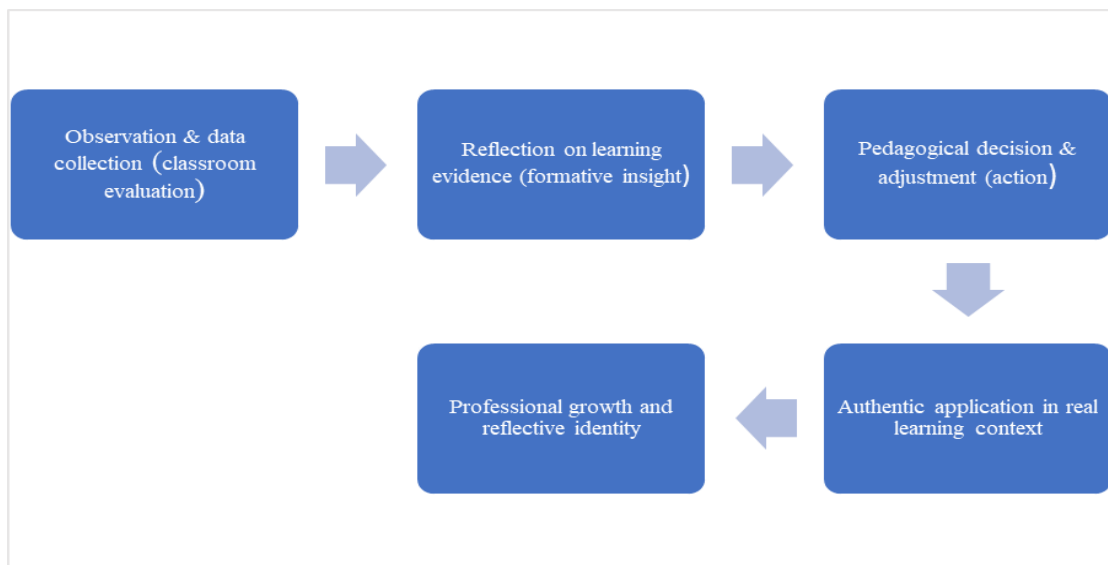 Observation & data
collection (classroom
evaluation)
Reflection on learning
evidence (formative insight)
Pedagogical decision &
adjustment (action)
Authentic application in real
learning context
Professional growth and
reflective identity